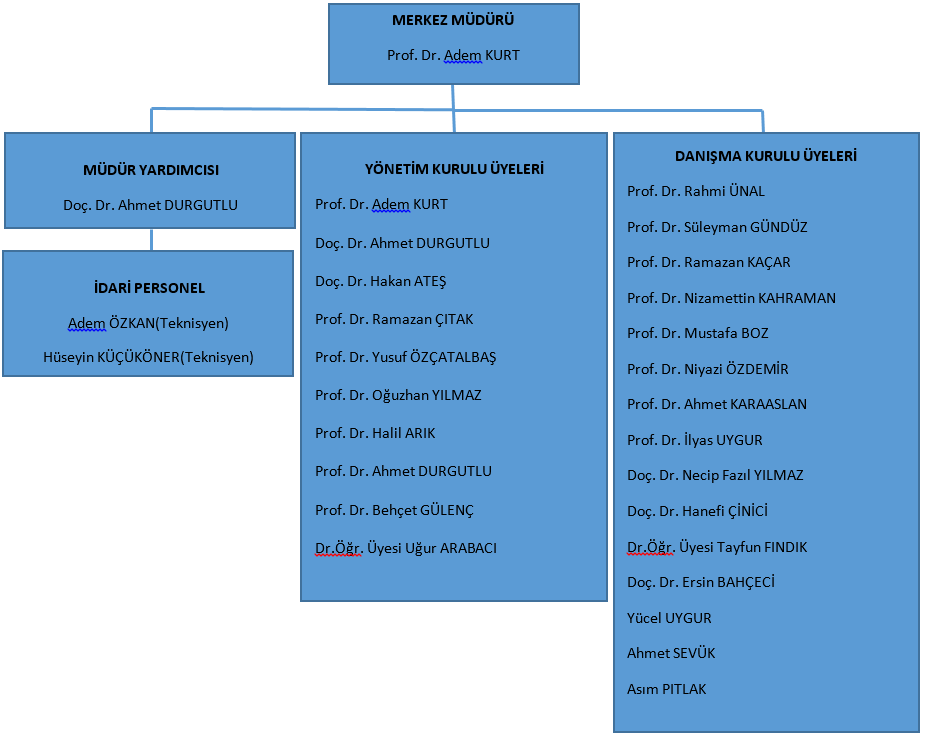 MERKEZ MÜDÜRÜ
Prof. Dr. Adem KURT
MÜDÜR YARDIMCISI
Doç. Dr. Ahmet DURGUTLU
İDARİ PERSONEL
Adem ÖZKAN(Teknisyen)
Hüseyin KÜÇÜKÖNER(Teknisyen)
YÖNETİM KURULU ÜYELERİ
Prof. Dr. Adem KURT
Doç. Dr. Ahmet DURGUTLU
Doç. Dr. Hakan ATEŞ
Prof. Dr. Ramazan ÇITAK
Prof. Dr. Yusuf ÖZÇATALBAŞ
Prof. Dr. Oğuzhan YILMAZ
Prof. Dr. Halil ARIK
Prof. Dr. Ahmet DURGUTLU
Prof. Dr. Behçet GÜLENÇ
Dr.Öğr. Üyesi Uğur ARABACI
DANIŞMA KURULU ÜYELERİ
Prof. Dr. Rahmi ÜNAL
Prof. Dr. Süleyman GÜNDÜZ
Prof. Dr. Ramazan KAÇAR
Prof. Dr. Nizamettin KAHRAMAN
Prof. Dr. Mustafa BOZ
Prof. Dr. Niyazi ÖZDEMİR
Prof. Dr. Ahmet KARAASLAN
Prof. Dr. İlyas UYGUR
Doç. Dr. Necip Fazıl YILMAZ
Doç. Dr. Hanefi ÇİNİCİ
Dr.Öğr. Üyesi Tayfun FINDIK
Doç. Dr. Ersin BAHÇECİ
Yücel UYGUR
Ahmet SEVÜK
Asım PITLAK